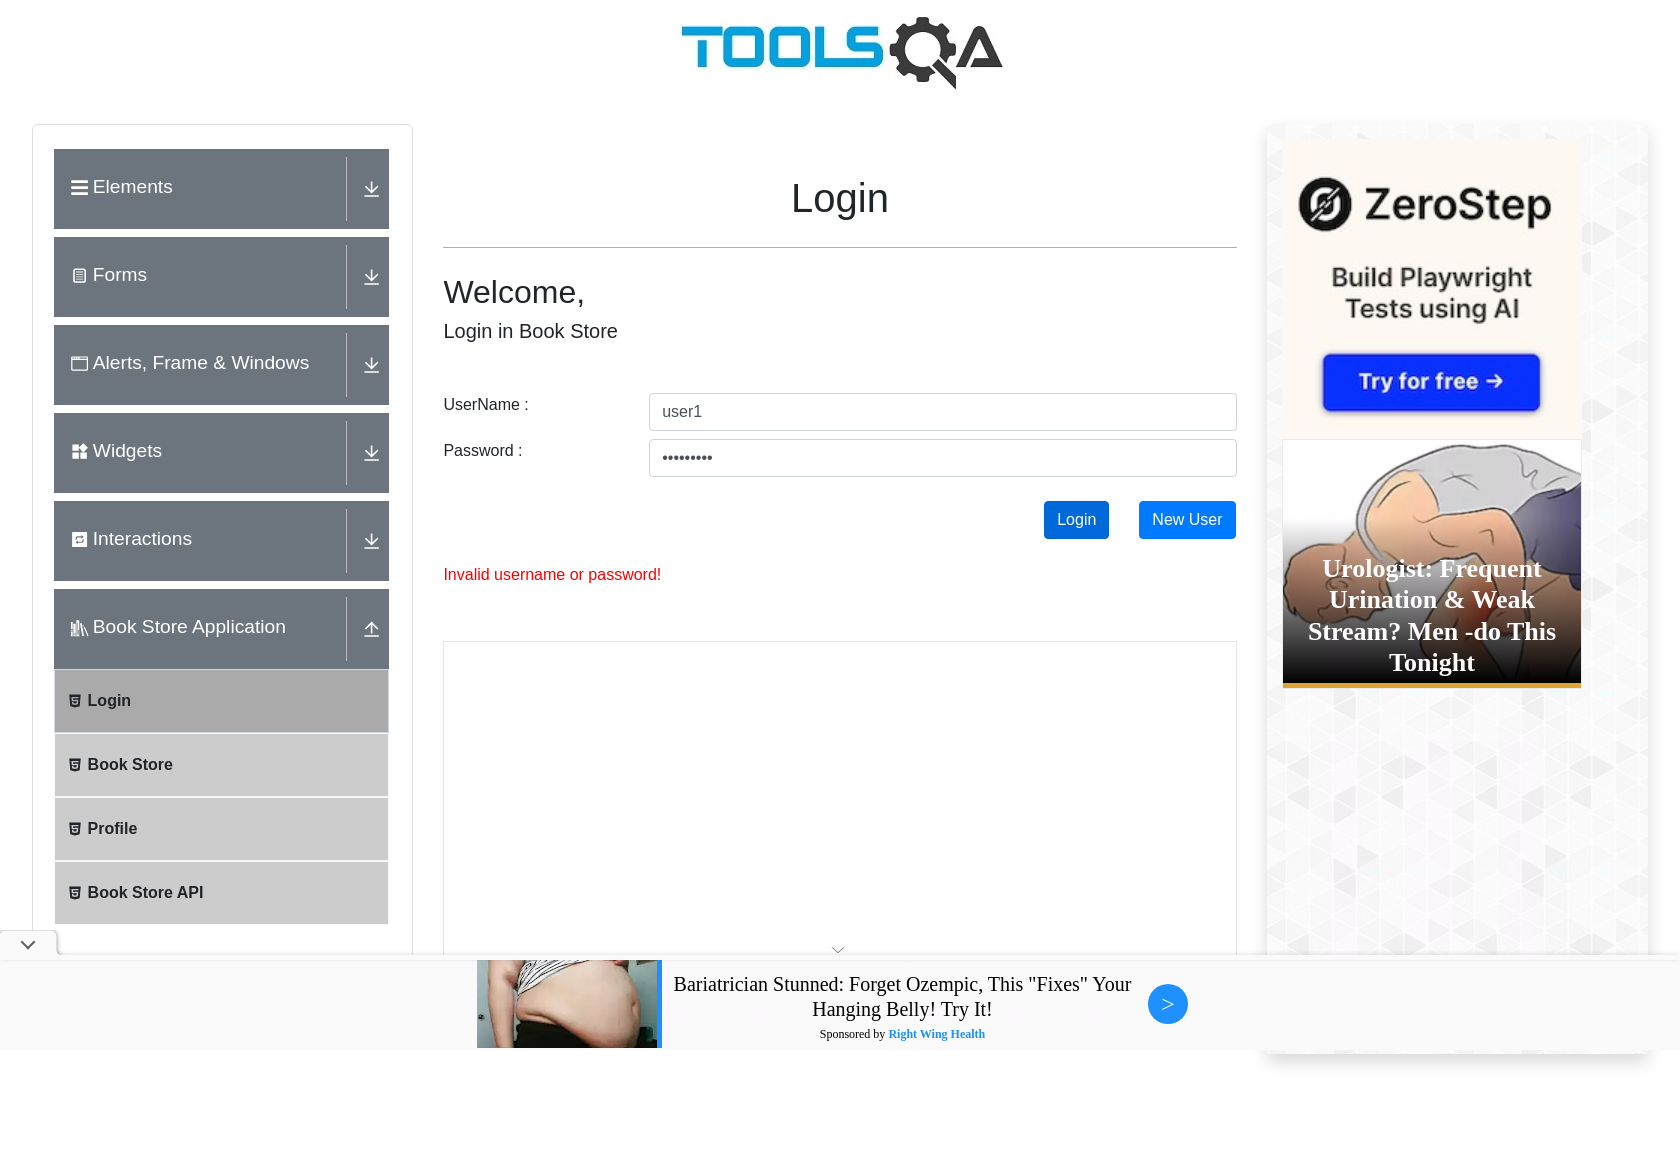 TOOLSQA
Elements
Forms
Alerts, Frame & Windows
Widgets
Interactions
Book Store Application
Login
Book Store
Profile
Book Store API
Login
Welcome,
Login in Book Store
UserName :
user1
Password :
•••••••••
Login
New User
Invalid username or password!
ZeroStep
Build Playwright
Tests using AI
Try for free →
Urologist: Frequent
Urination & Weak
Stream? Men -do This
Tonight
Bariatrician Stunned: Forget Ozempic, This "Fixes" Your
Hanging Belly! Try It!
Sponsored by Right Wing Health
>